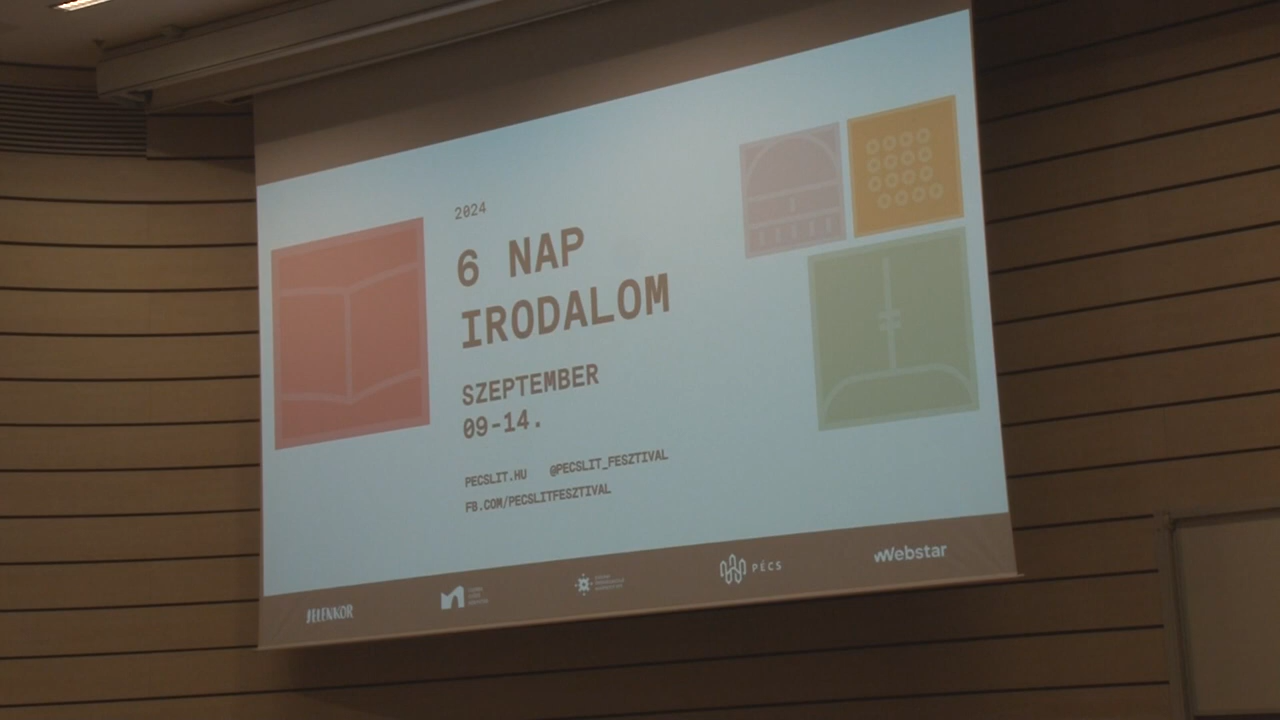 2024
6 NAP
IRODALOM
SZEPTEMBER
09-14.
PECSLIT.HU @PECSLIT_FESZTIVAL
FB.COM/PECSLITFESZTIVAL
JELENKOR
PÉCS
Webstar